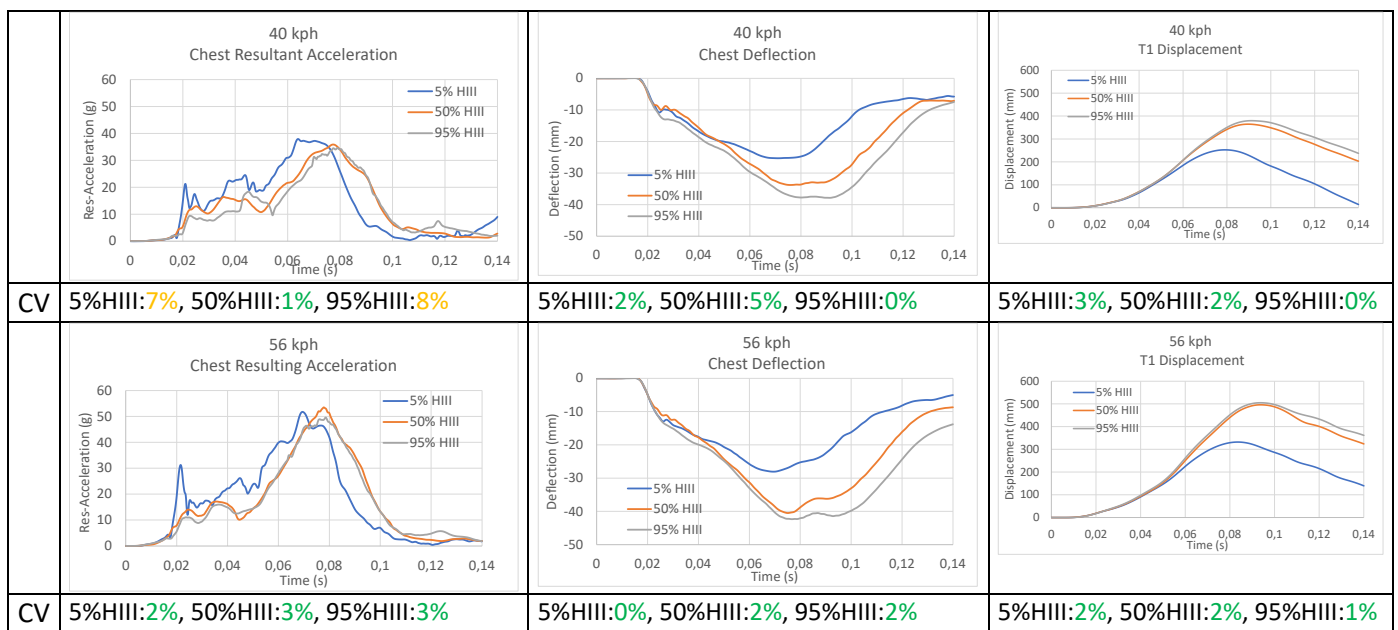 40 kph
Chest Resultant Acceleration
Res-Acceleration (g)
60
50
40
30
20
10
0
5% HIII
50% HIII
95% HIII
0 0,02 0,04 0,06 0,08 0,1 0,12 0,14
Time (s)
40 kph
Chest Deflection
Deflection (mm)
0
-10
-20
-30
-40
-50
5% HIII
50% HIII
95% HIII
0 0,02 0,04 0,06 0,08 0,1 0,12 0,14
Time (s)
40 kph
T1 Displacement
Displacement (mm)
600
500
400
300
200
100
0
5% HIII
50% HIII
95% HIII
0 0,02 0,04 0,06 0,08 0,1 0,12 0,14
Time (s)
CV
5%HIII:7%, 50%HIII:1%, 95%HIII:8%
5%HIII:2%, 50%HIII:5%, 95%HIII:0%
5%HIII:3%, 50%HIII:2%, 95%HIII:0%
56 kph
Chest Resulting Acceleration
Res-Acceleration (g)
60
50
40
30
20
10
0
5% HIII
50% HIII
95% HIII
0 0,02 0,04 0,06 0,08 0,1 0,12 0,14
Time (s)
56 kph
Chest Deflection
Deflection (mm)
0
-10
-20
-30
-40
-50
5% HIII
50% HIII
95% HIII
0 0,02 0,04 0,06 0,08 0,1 0,12 0,14
Time (s)
56 kph
T1 Displacement
Displacement (mm)
600
500
400
300
200
100
0
5% HIII
50% HIII
95% HIII
0 0,02 0,04 0,06 0,08 0,1 0,12 0,14
Time (s)
CV
5%HIII:2%, 50%HIII:3%, 95%HIII:3%
5%HIII:0%, 50%HIII:2%, 95%HIII:2%
5%HIII:2%, 50%HIII:2%, 95%HIII:1%